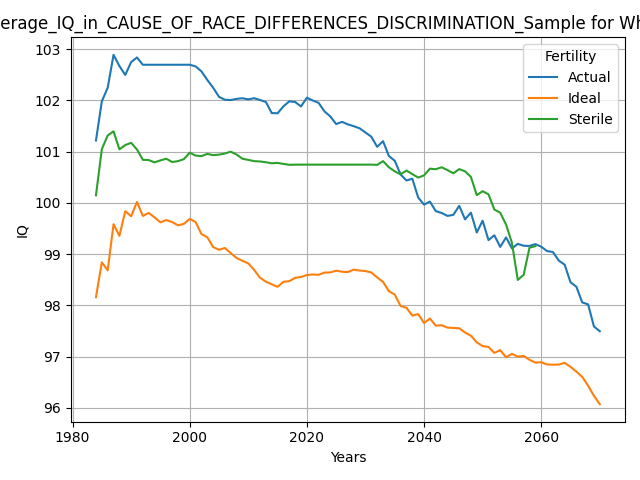 erage_IQ_in_CAUSE_OF_RACE_DIFFERENCES_DISCRIMINATION_Sample for Wh
103
102
101
100
99
98
97
96
IQ
Fertility
Actual
Ideal
Sterile
1980 2000 2020 2040 2060
Years